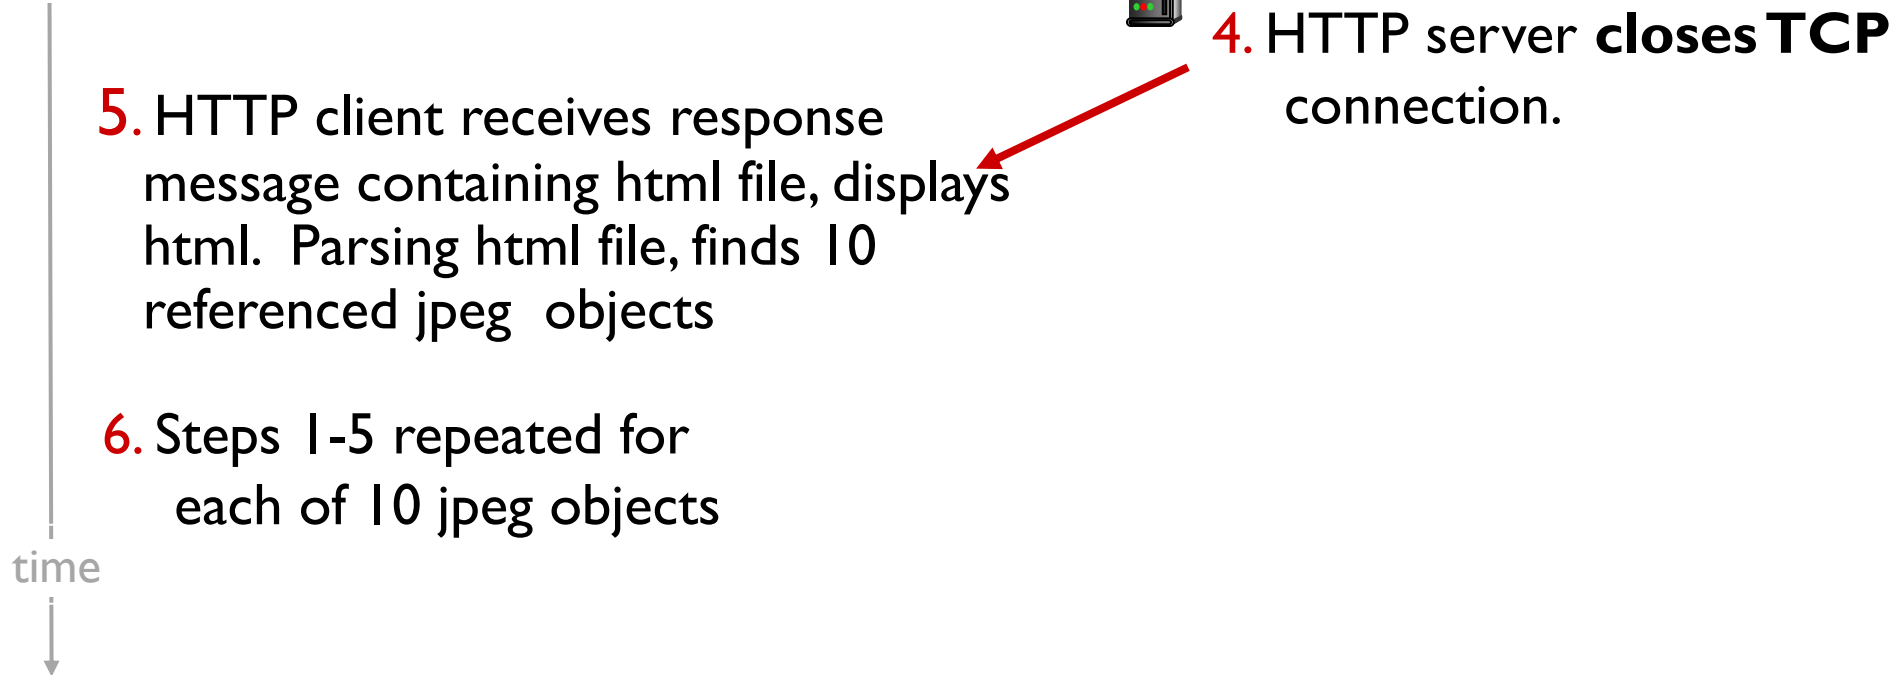 4. HTTP server closes TCP
connection.
5. HTTP client receives response
message containing html file, displays
html.  Parsing html file, finds 10
referenced jpeg  objects
6. Steps 1-5 repeated for
each of 10 jpeg objects
time